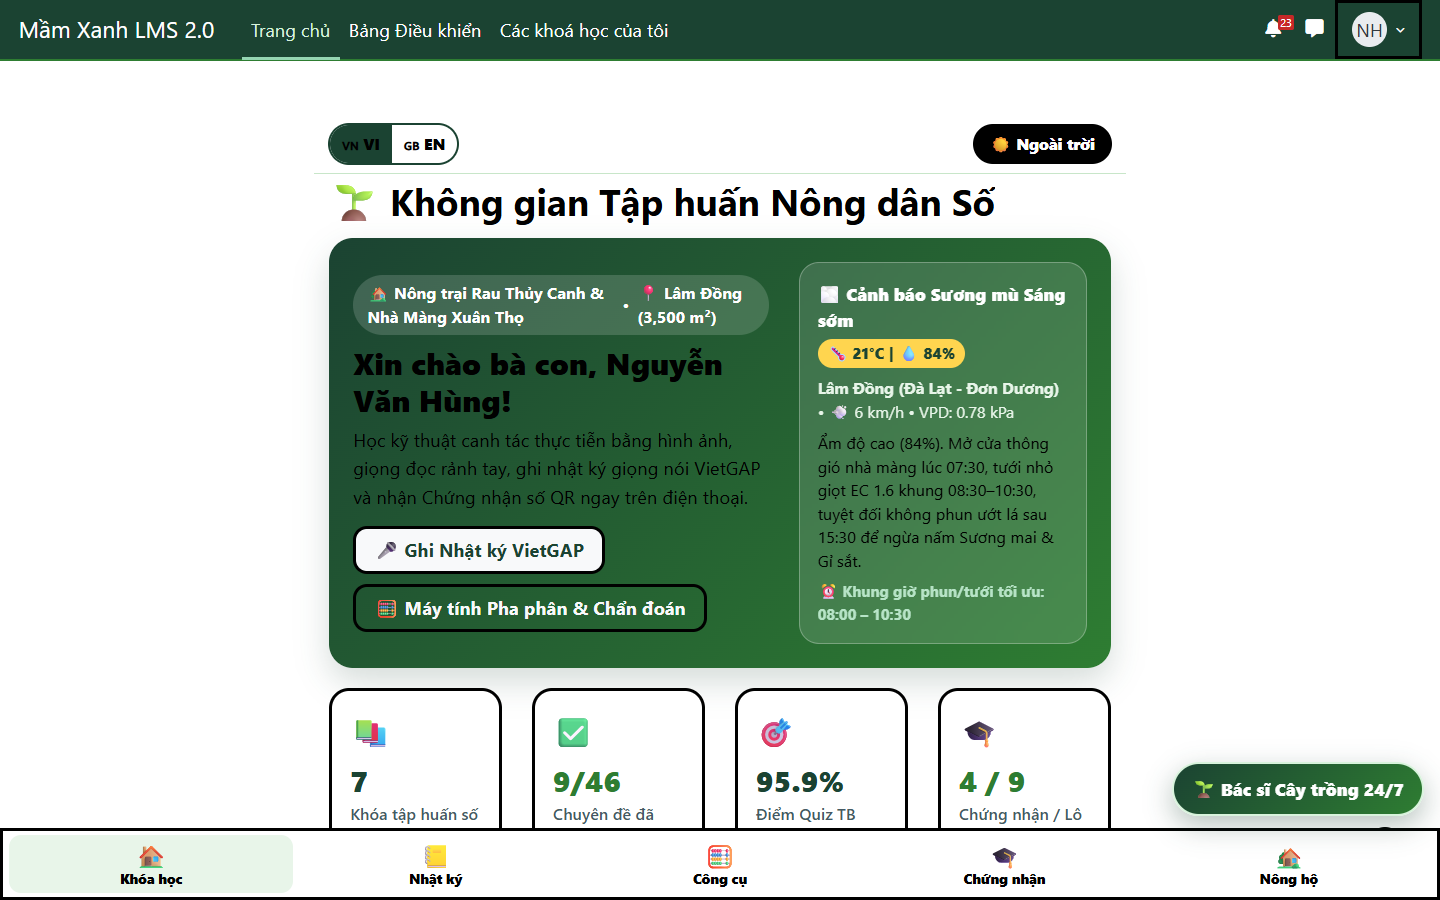 Mầm Xanh LMS 2.0 Trang chủ Bảng Điều khiển Các khoá học của tôi 23 NH
VN VI GB EN Ngoài trời
Không gian Tập huấn Nông dân Số
Nông trại Rau Thủy Canh &
Nhà Màng Xuân Thọ
• Lâm Đồng
(3,500 m²)
Xin chào bà con, Nguyễn
Văn Hùng!
Học kỹ thuật canh tác thực tiễn bằng hình ảnh,
giọng đọc rảnh tay, ghi nhật ký giọng nói VietGAP
và nhận Chứng nhận số QR ngay trên điện thoại.
Ghi Nhật ký VietGAP
Máy tính Pha phân & Chẩn đoán
Cảnh báo Sương mù Sáng
sớm
21°C | 84%
Lâm Đồng (Đà Lạt - Đơn Dương)
• 6 km/h • VPD: 0.78 kPa
Ẩm độ cao (84%). Mở cửa thông
gió nhà màng lúc 07:30, tưới nhỏ
giọt EC 1.6 khung 08:30–10:30,
tuyệt đối không phun ướt lá sau
15:30 để ngừa nấm Sương mai &
Gỉ sắt.
Khung giờ phun/tưới tối ưu:
08:00 – 10:30
7
Khóa tập huấn số
9/46
Chuyên đề đã
95.9%
Điểm Quiz TB
4 / 9
Chứng nhận / Lô
Bác sĩ Cây trồng 24/7
Khóa học Nhật ký Công cụ Chứng nhận Nông hộ